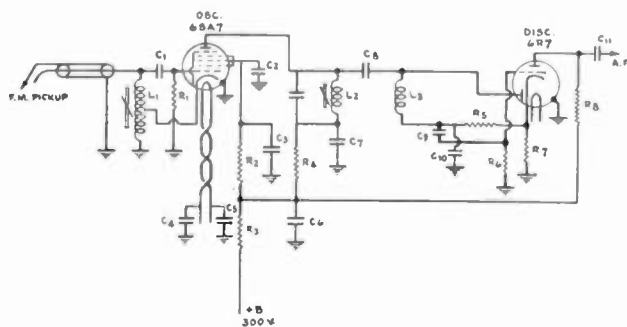 OSC.
6SA7
DISC.
6R7
C1
C2
C8
C11
A.F.
F.M. PICKUP
L1
R1
L2
L3
R8
R5
C3
C7
C9
C10
R2
R4
R6
R7
C4
C5
C6
R3
+B
300 V.